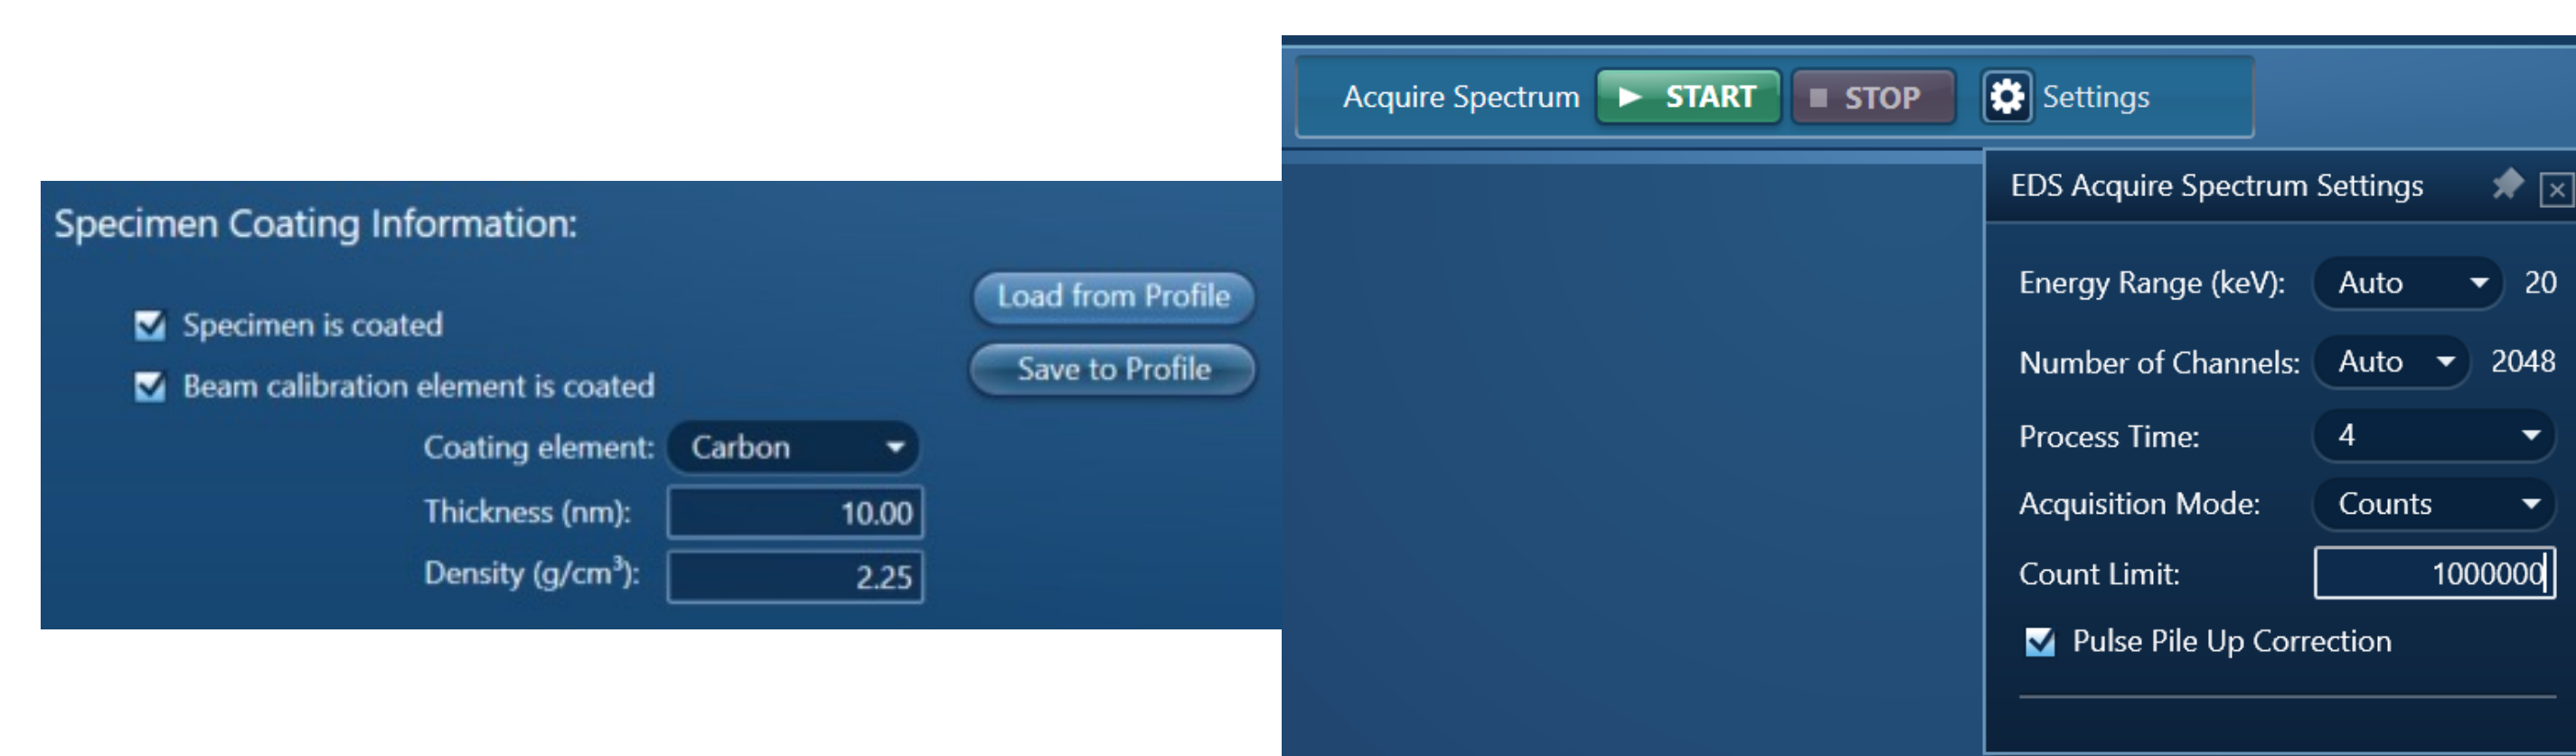 Specimen Coating Information:
Specimen is coated
Beam calibration element is coated
Load from Profile
Save to Profile
Coating element: Carbon
Thickness (nm): 10.00
Density (g/cm³): 2.25
Acquire Spectrum START STOP Settings
EDS Acquire Spectrum Settings
Energy Range (keV): Auto 20
Number of Channels: Auto 2048
Process Time: 4
Acquisition Mode: Counts
Count Limit: 1000000
Pulse Pile Up Correction